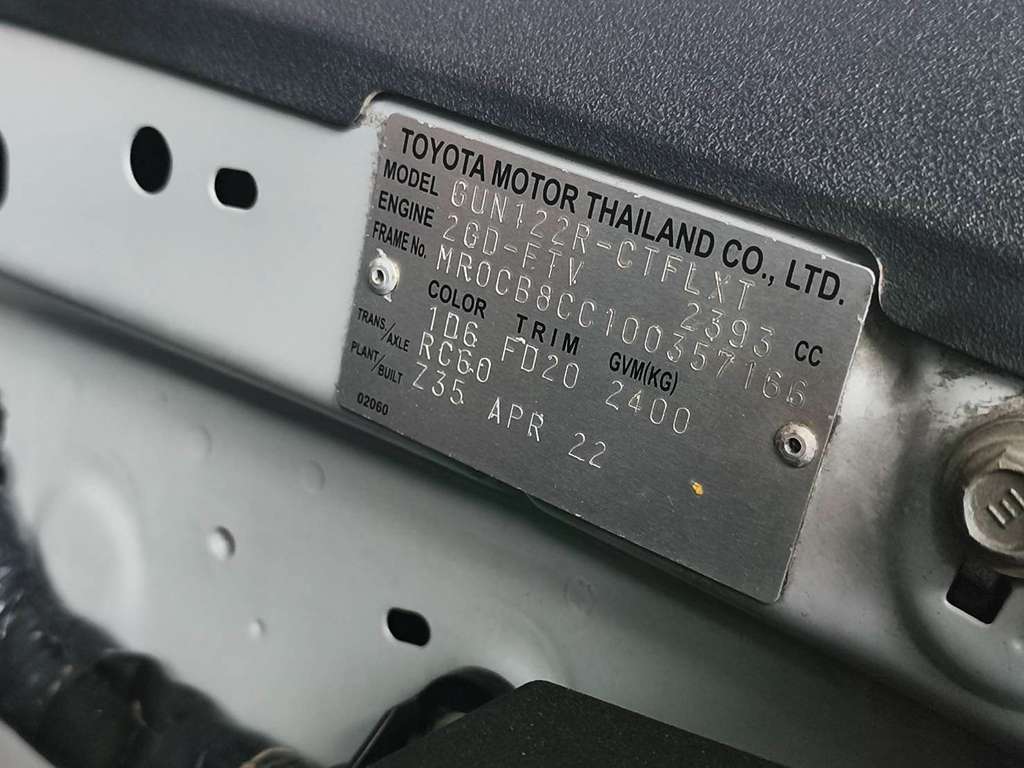 TOYOTA MOTOR THAILAND CO., LTD.
MODEL GUN122R-CTFLXT
ENGINE 2GD-FTV 2393 CC
FRAME No. MR0CB8CC100357166
COLOR TRIM GVM(KG)
1D6 FD20 2400
TRANS/AXLE RC60
PLANT/BUILT Z35 APR 22
02060